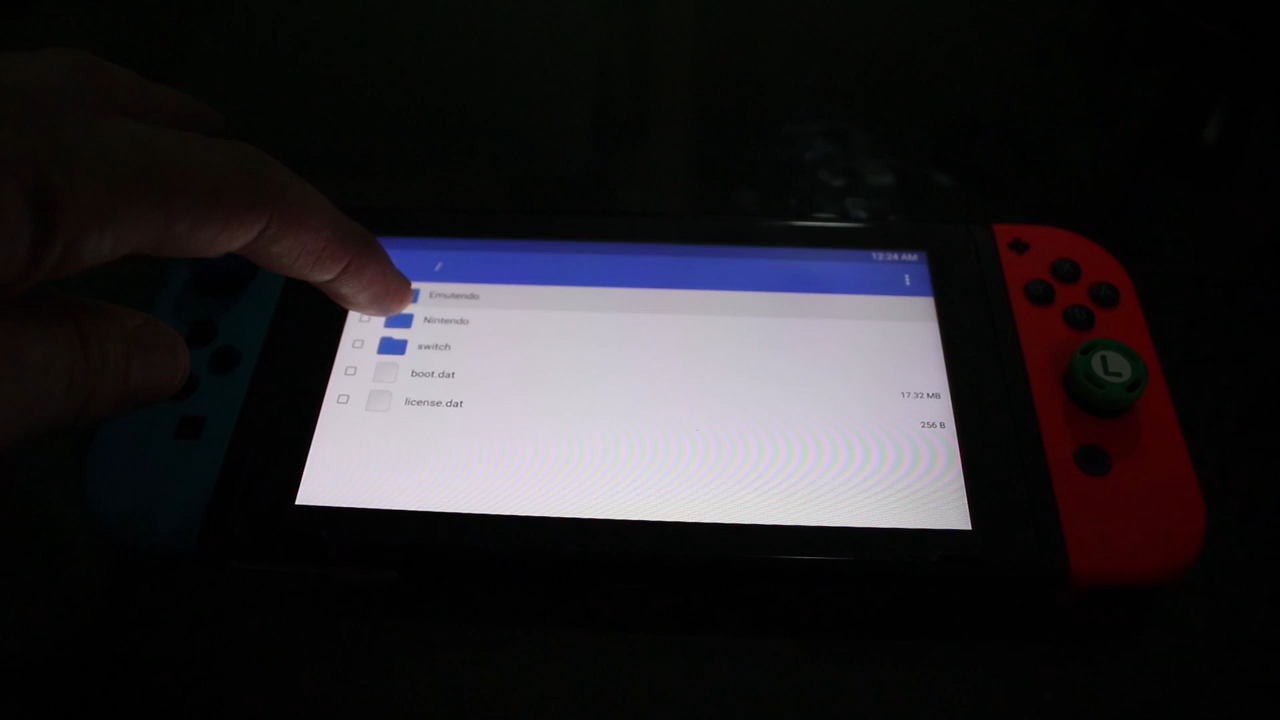 12:24 AM
/
Emutendo
Nintendo
switch
boot.dat
17.32 MB
license.dat
256 B
L